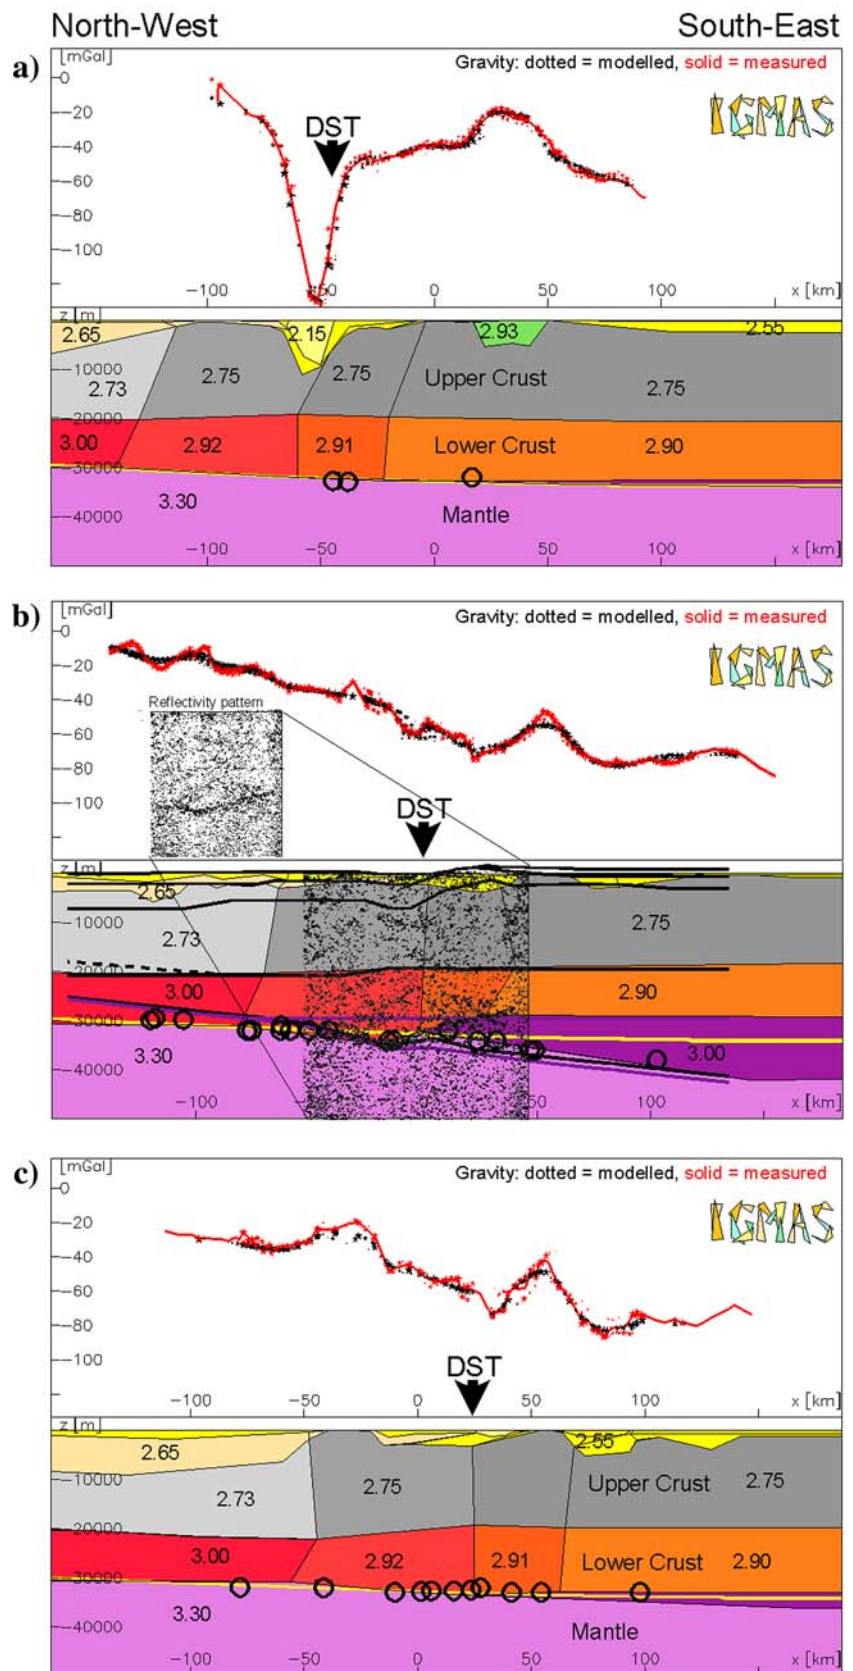 North-West South-East
a) [mGal] Gravity: dotted = modelled, solid = measured
IGMAS
0
−20
DST
−40
−60
−80
−100
−100 0 50 100 x [km]
z [m]
2.65 2.15 2.93 2.55
−10000
2.73 2.75 2.75 Upper Crust 2.75
−20000
3.00 2.92 2.91 Lower Crust 2.90
−30000
3.30 Mantle
−40000
−100 −50 0 50 100 x [km]
b) [mGal] Gravity: dotted = modelled, solid = measured
IGMAS
0
−20
−40
Reflectivity pattern
−60
−80
−100
DST
z [m]
2.65
−10000
2.73 2.75
−20000
3.00 2.90
−30000
3.30 3.00
−40000
−100 0 50 100 x [km]
c) [mGal] Gravity: dotted = modelled, solid = measured
IGMAS
0
−20
−40
−60
−80
−100
DST
−100 −50 0 50 100 x [km]
z [m]
2.65 2.55
−10000
2.73 2.75 Upper Crust 2.75
−20000
3.00 2.92 2.91 Lower Crust 2.90
−30000
3.30
−40000 Mantle
−100 −50 0 50 100 x [km]